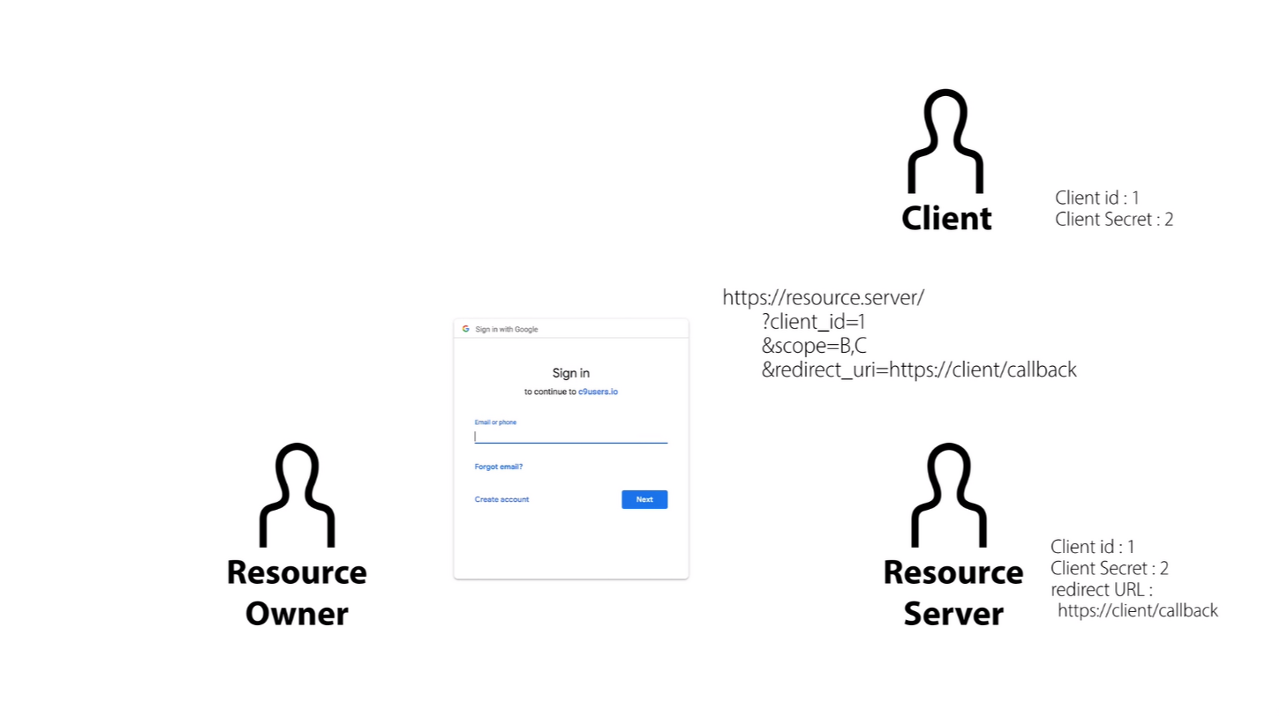 Client
Client id : 1
Client Secret : 2
https://resource.server/
?client_id=1
&scope=B,C
&redirect_uri=https://client/callback
Sign in with Google
Sign in
to continue to c9users.io
Email or phone
Forgot email?
Create account
Next
Resource
Owner
Resource
Server
Client id : 1
Client Secret : 2
redirect URL :
https://client/callback